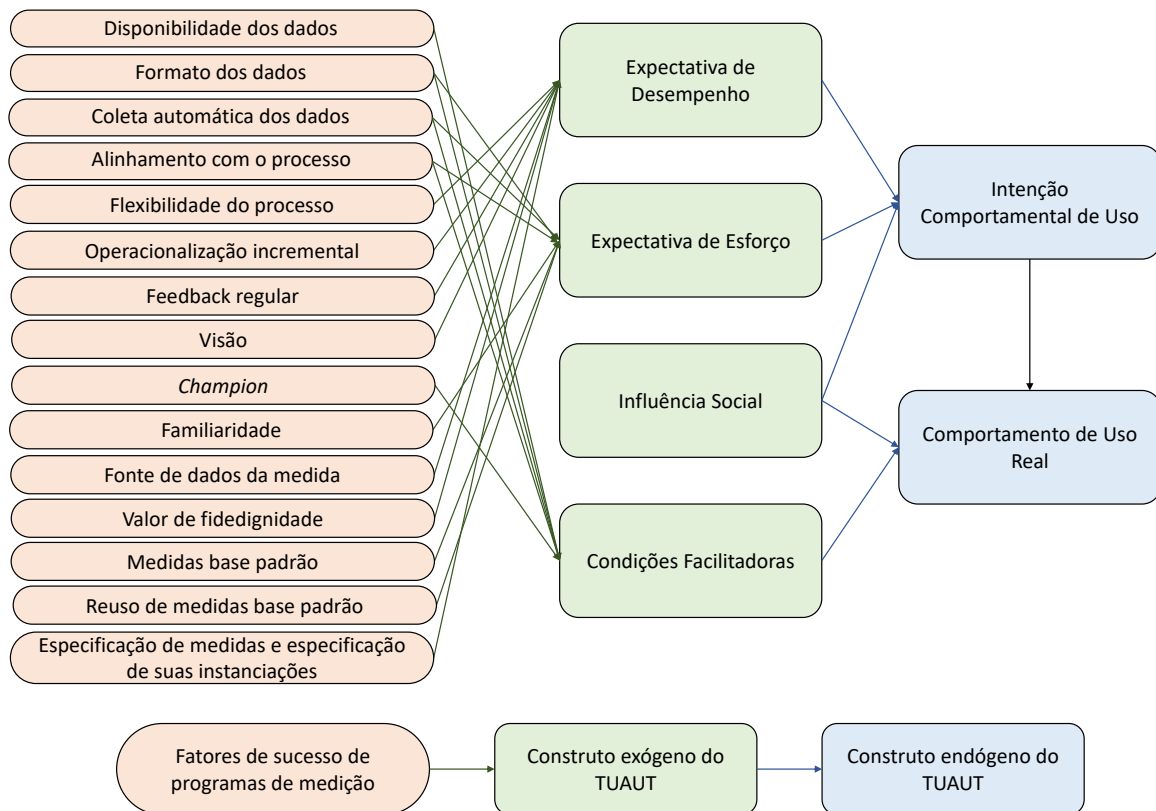 Disponibilidade dos dados
Formato dos dados
Coleta automática dos dados
Alinhamento com o processo
Flexibilidade do processo
Operacionalização incremental
Feedback regular
Visão
Champion
Familiaridade
Fonte de dados da medida
Valor de fidedignidade
Medidas base padrão
Reuso de medidas base padrão
Especificação de medidas e especificação
de suas instanciações
Expectativa de
Desempenho
Expectativa de Esforço
Influência Social
Condições Facilitadoras
Intenção
Comportamental de Uso
Comportamento de Uso
Real
Fatores de sucesso de
programas de medição
Construto exógeno do
TUAUT
Construto endógeno do
TUAUT